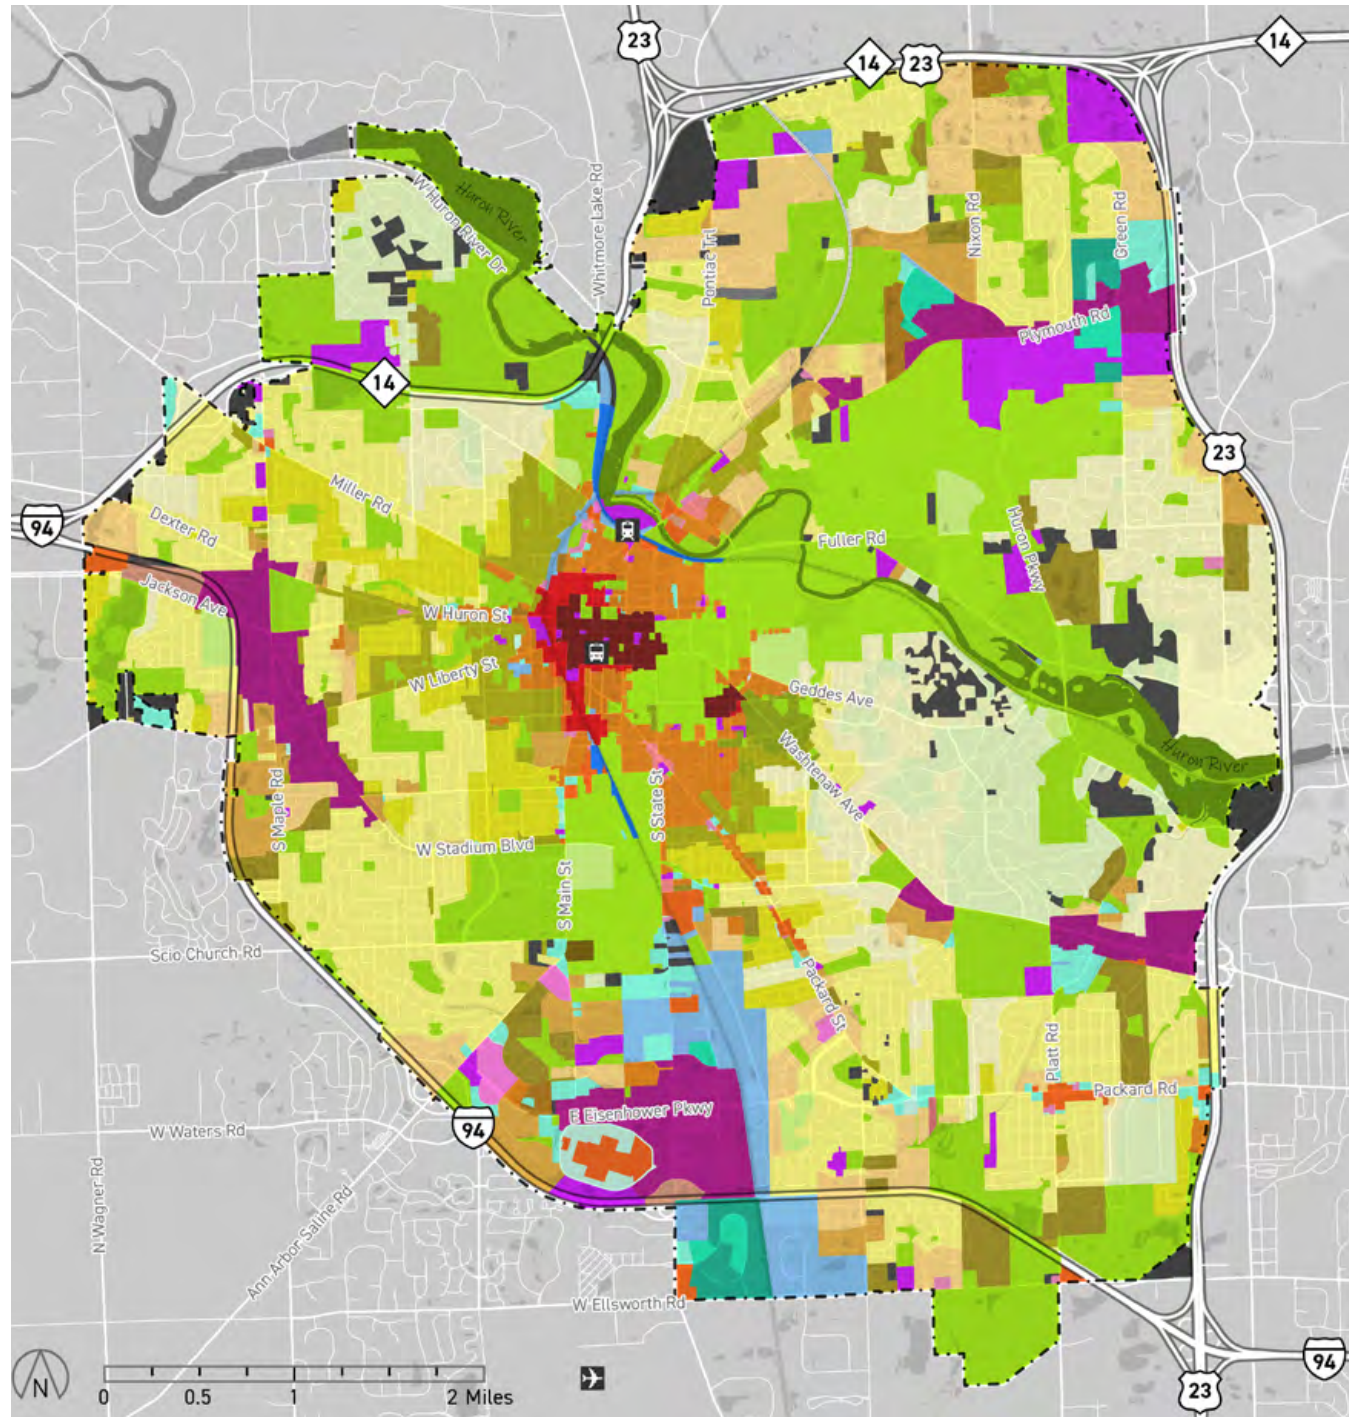 23
14
23
14
Huron River
W Huron River Dr
Whitmore Lake Rd
Pontiac Trl
Nixon Rd
Green Rd
Plymouth Rd
14
23
Miller Rd
94
Dexter Rd
Fuller Rd
Huron Pkwy
Jackson Ave
W Huron St
W Liberty St
Geddes Ave
Huron River
Washtenaw Ave
S Maple Rd
S State St
W Stadium Blvd
S Main St
Scio Church Rd
Packard St
Platt Rd
Packard Rd
E Eisenhower Pkwy
94
W Waters Rd
N Wagner Rd
Ann Arbor Saline Rd
W Ellsworth Rd
N
0 0.5 1 2 Miles
94
23